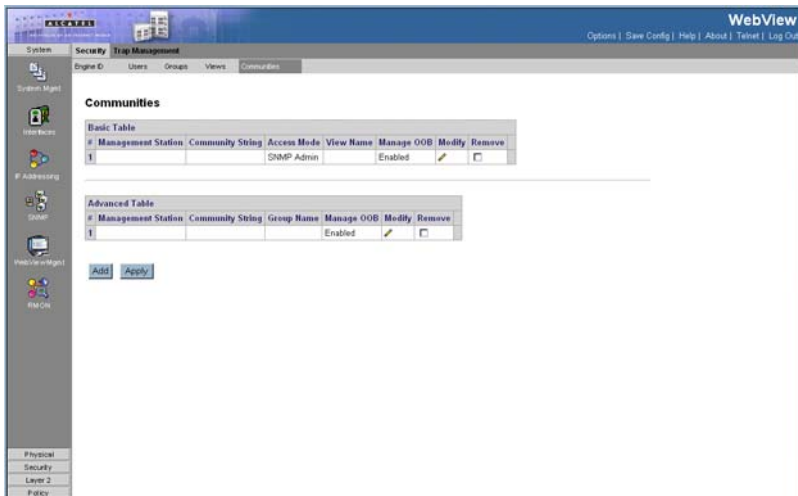 ALCATEL
WebView
Options | Save Config | Help | About | Telnet | Log Out
System
Security Trap Management
Engine ID Users Groups Views Communities
System Mgmt
Interfaces
IP Addressing
SNMP
WebViewMgmt
RMON
Communities
Basic Table
# Management Station Community String Access Mode View Name Manage OOB Modify Remove
1 SNMP Admin Enabled
Advanced Table
# Management Station Community String Group Name Manage OOB Modify Remove
1 Enabled
Add Apply
Physical
Security
Layer 2
Policy